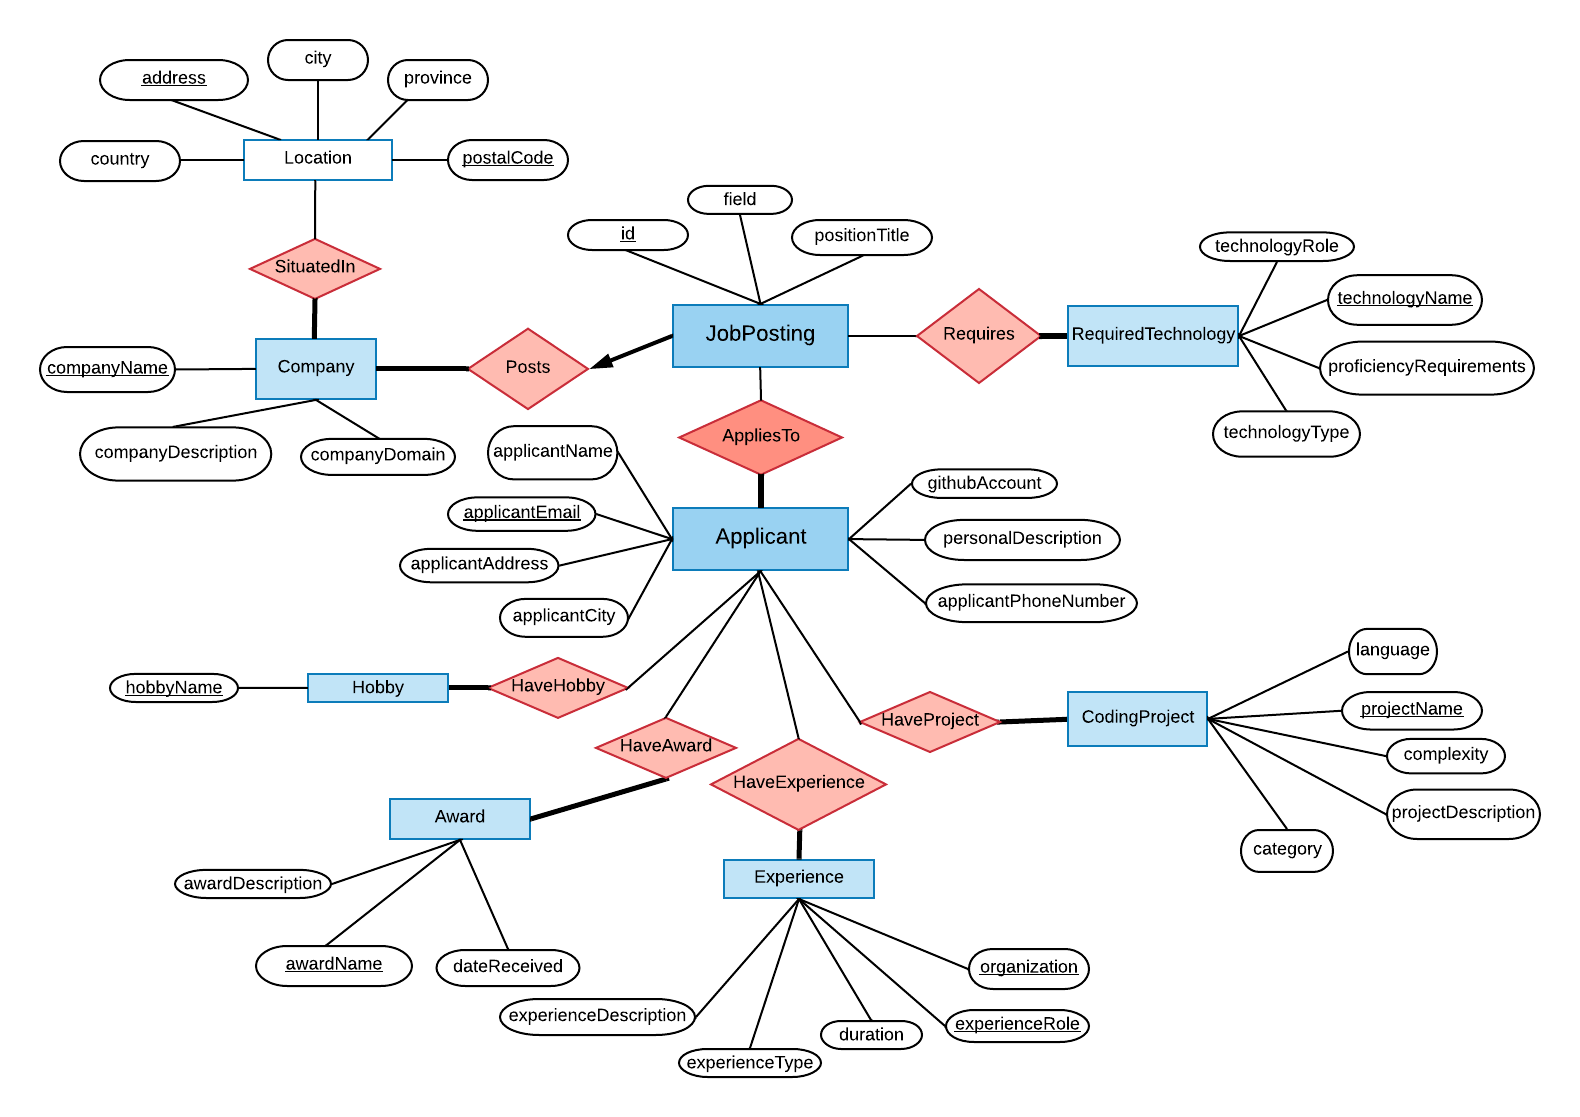 city
address
province
country
Location
postalCode
field
id
positionTitle
technologyRole
SituatedIn
technologyName
JobPosting
Requires
RequiredTechnology
companyName
Company
Posts
proficiencyRequirements
technologyType
AppliesTo
companyDescription
companyDomain
applicantName
githubAccount
applicantEmail
Applicant
personalDescription
applicantAddress
applicantPhoneNumber
applicantCity
language
hobbyName
Hobby
HaveHobby
HaveProject
CodingProject
projectName
HaveAward
complexity
HaveExperience
projectDescription
Award
category
Experience
awardDescription
awardName
dateReceived
organization
experienceDescription
experienceRole
duration
experienceType